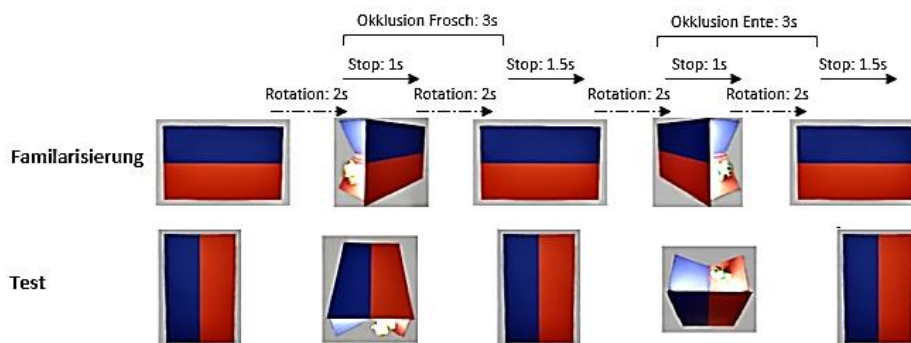 Okklusion Frosch: 3s
Okklusion Ente: 3s
Stop: 1s
Stop: 1.5s
Stop: 1s
Stop: 1.5s
Rotation: 2s
Rotation: 2s
Rotation: 2s
Rotation: 2s
Familarisierung
Test